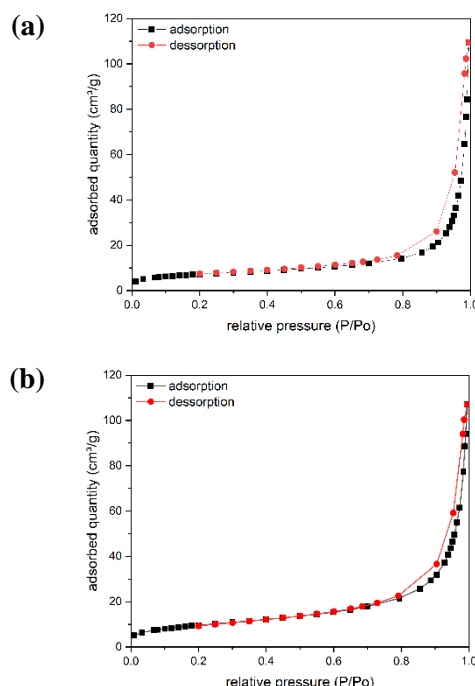 (a)
adsorption
dessorption
adsorbed quantity (cm³/g)
120
100
80
60
40
20
0
0.0 0.2 0.4 0.6 0.8 1.0
relative pressure (P/Po)
(b)
adsorption
dessorption
adsorbed quantity (cm³/g)
120
100
80
60
40
20
0
0.0 0.2 0.4 0.6 0.8 1.0
relative pressure (P/Po)